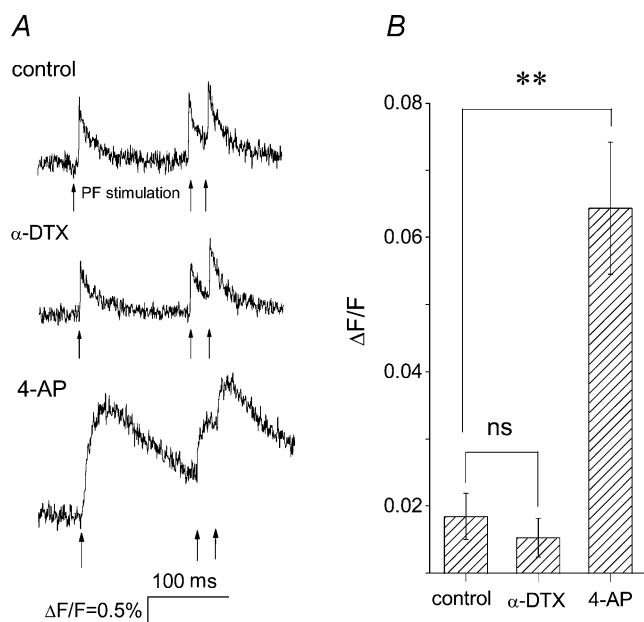 A
control
PF stimulation
α-DTX
4-AP
100 ms
ΔF/F=0.5%
B
**
0.08
0.06
0.04
0.02
ΔF/F
ns
control
α-DTX
4-AP